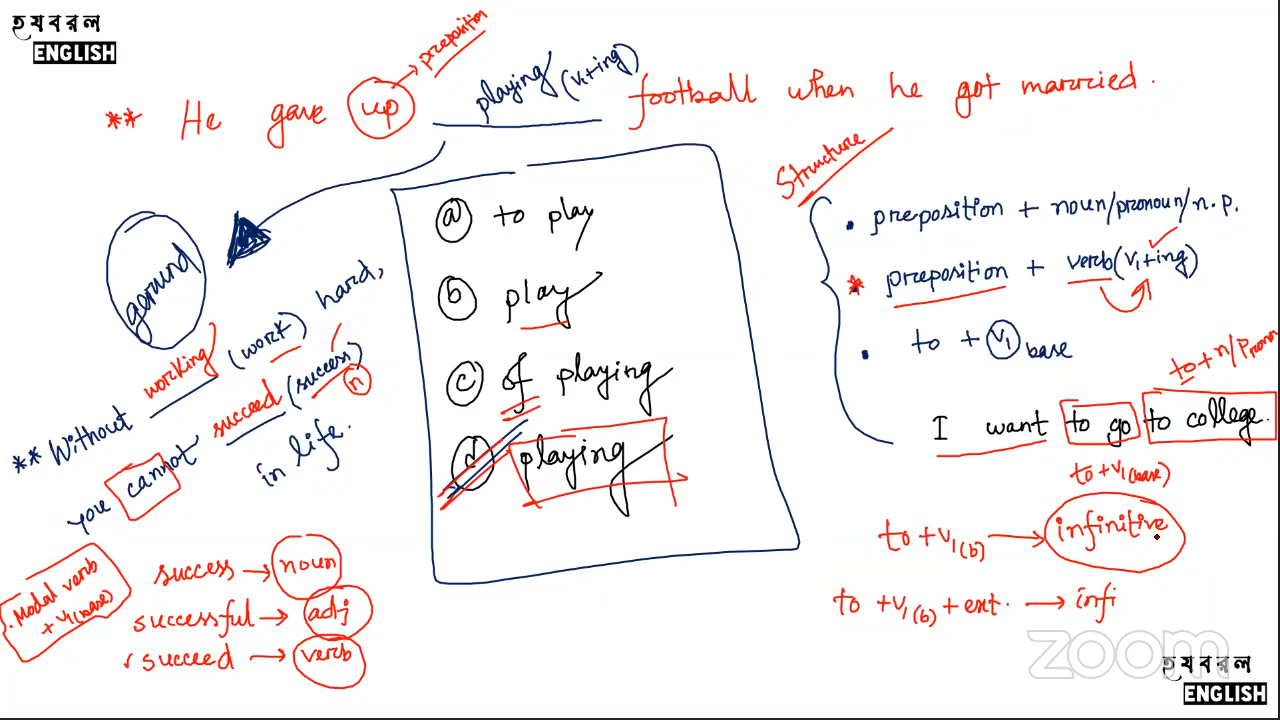 হ য ব র ল
ENGLISH
preposition
playing (v₁+ing)
** He gave up football when he got married.
Structure
ⓐ to play
ⓑ play
ⓒ of playing
ⓓ playing
gerund
** Without working (work) hard,
you cannot succeed (success) in life.
n
• preposition + noun/pronoun/n.p.
* preposition + verb (v₁+ing)
• to + v₁ base
to + n/Pronou
I want to go to college.
to + v₁(base)
to + v₁(b) → infinitive
to + v₁(b) + ext. → infi
. Modal verb
+ v₁(base)
success → noun
successful → adj
succeed → verb
zoom
হ য ব র ল
ENGLISH